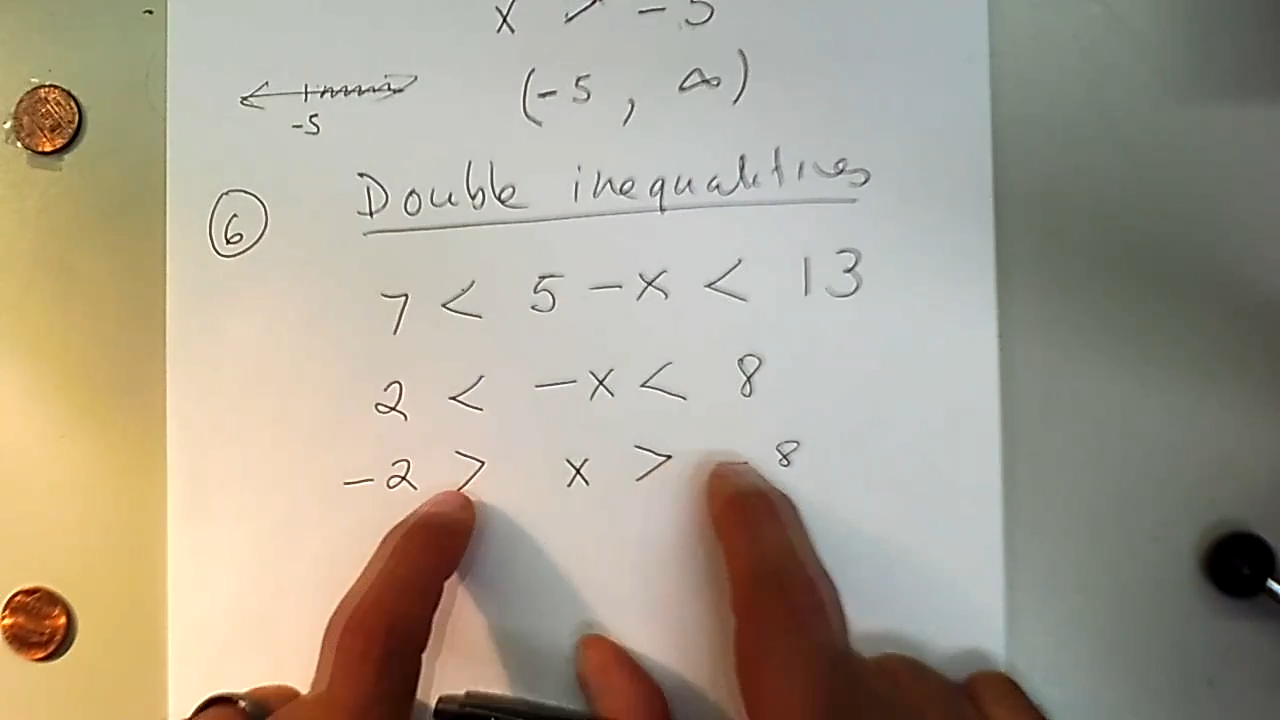 x > -5
(-5, ∞)
-5
6
Double inequalities
7 < 5 - x < 13
2 < -x < 8
-2 > x > -8